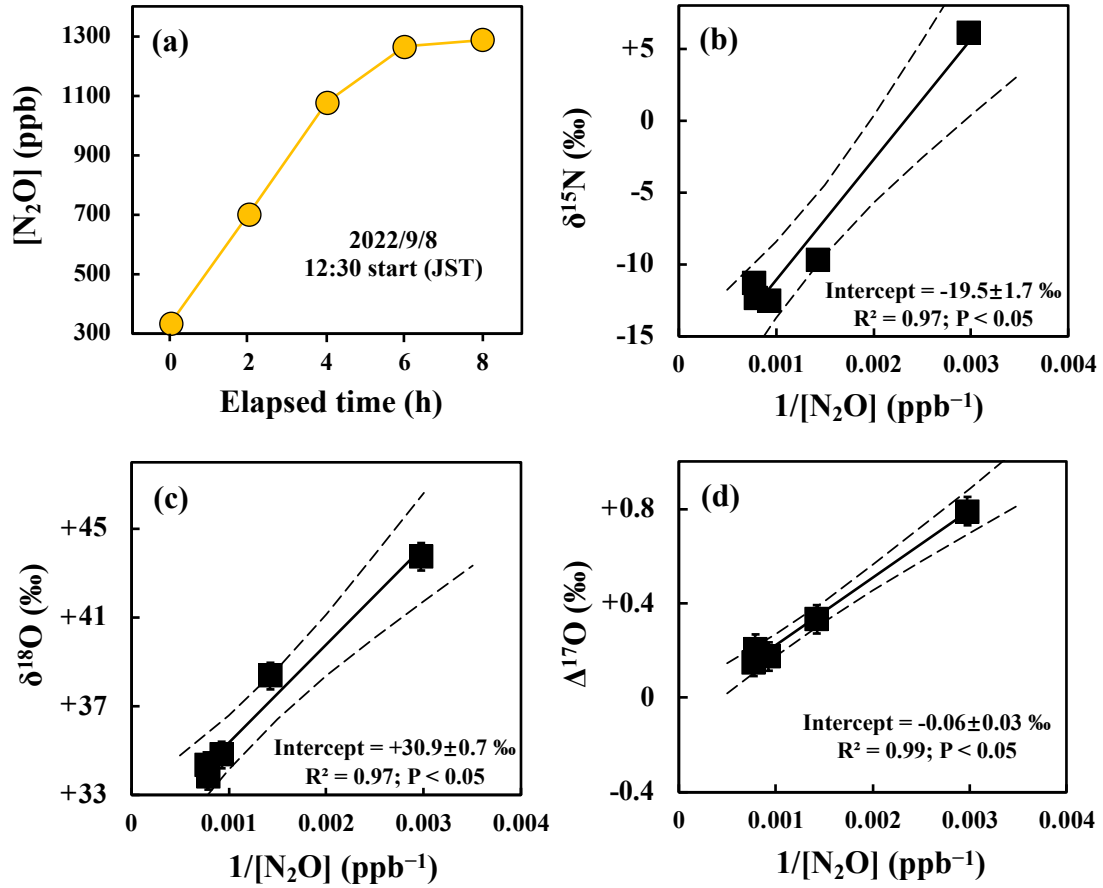 (a)
[N₂O] (ppb)
1300
1100
900
700
500
300
2022/9/8
12:30 start (JST)
0 2 4 6 8
Elapsed time (h)
(b)
δ¹⁵N (‰)
+5
0
-5
-10
-15
Intercept = -19.5±1.7 ‰
R² = 0.97; P < 0.05
0 0.001 0.002 0.003 0.004
1/[N₂O] (ppb⁻¹)
(c)
δ¹⁸O (‰)
+45
+41
+37
+33
Intercept = +30.9±0.7 ‰
R² = 0.97; P < 0.05
0 0.001 0.002 0.003 0.004
1/[N₂O] (ppb⁻¹)
(d)
Δ¹⁷O (‰)
+0.8
+0.4
0
-0.4
Intercept = -0.06±0.03 ‰
R² = 0.99; P < 0.05
0 0.001 0.002 0.003 0.004
1/[N₂O] (ppb⁻¹)